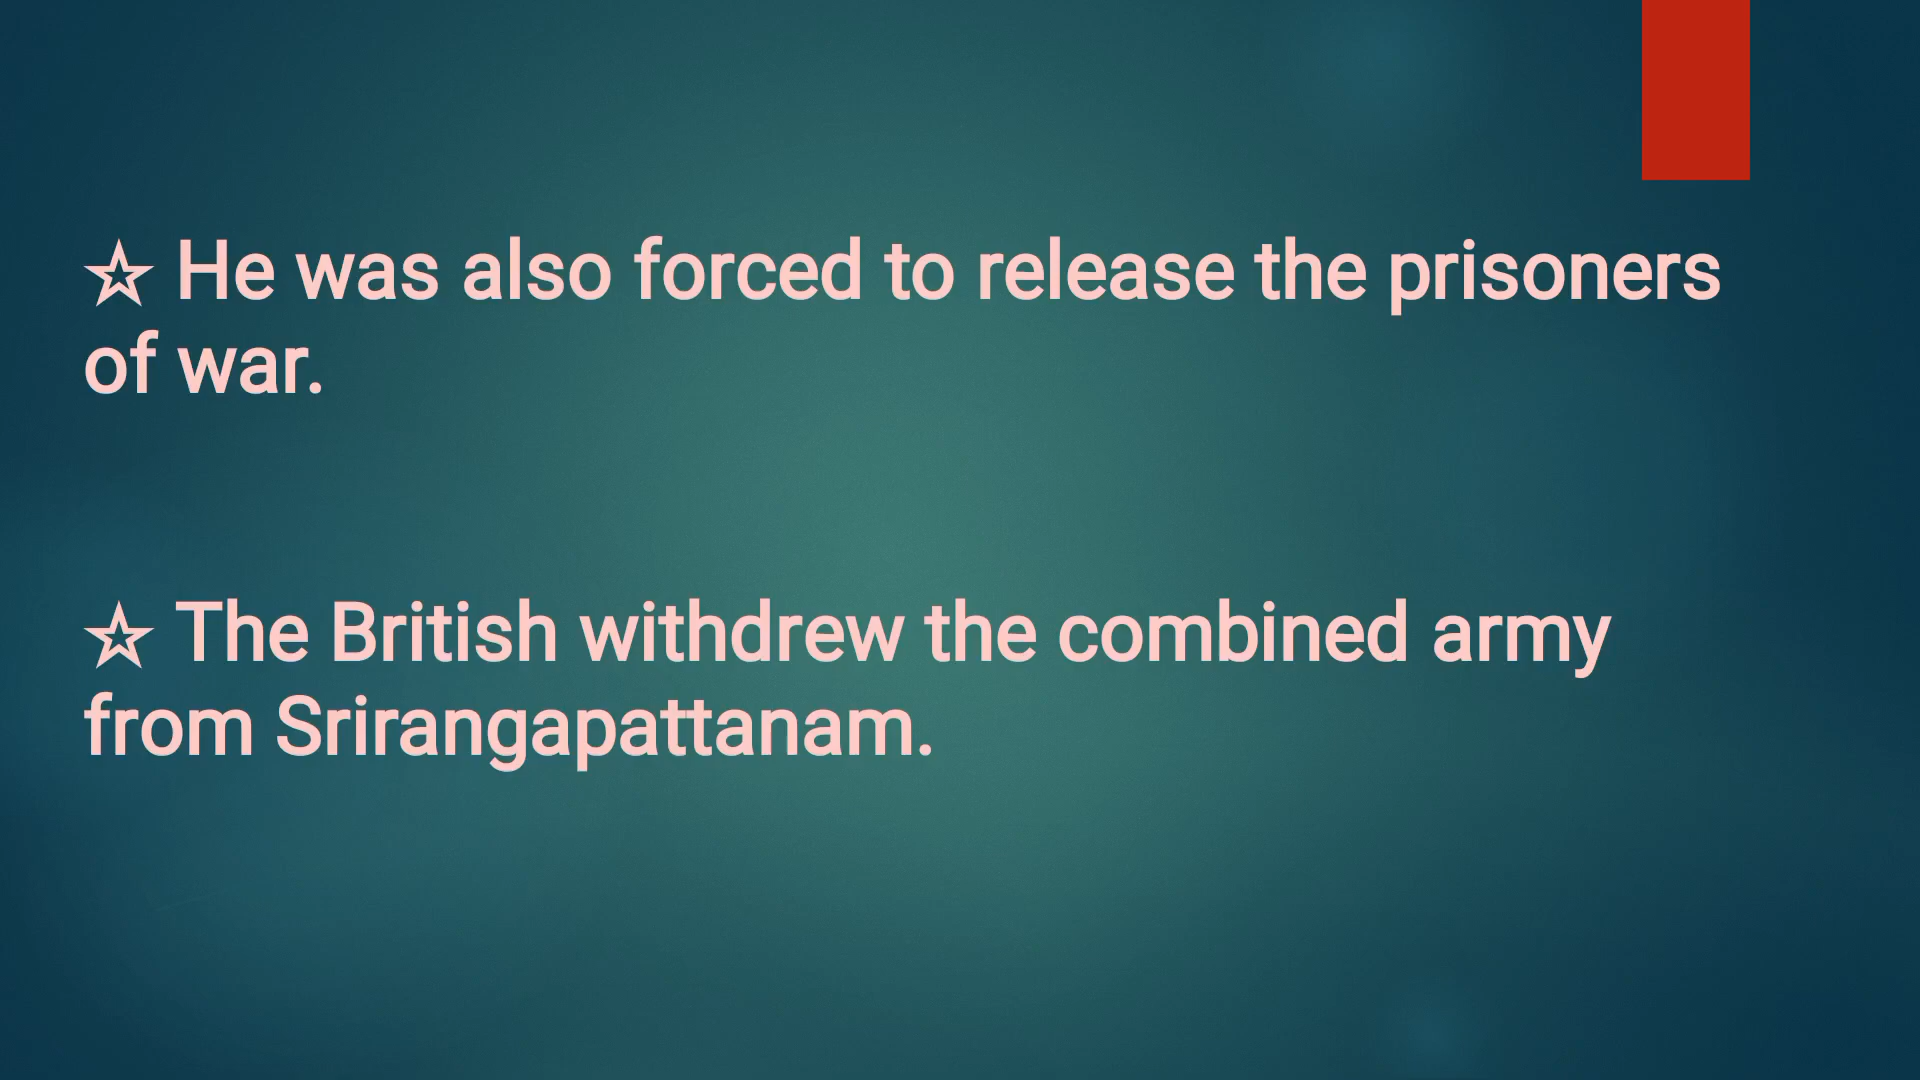 ☆ He was also forced to release the prisoners
of war.
☆ The British withdrew the combined army
from Srirangapattanam.